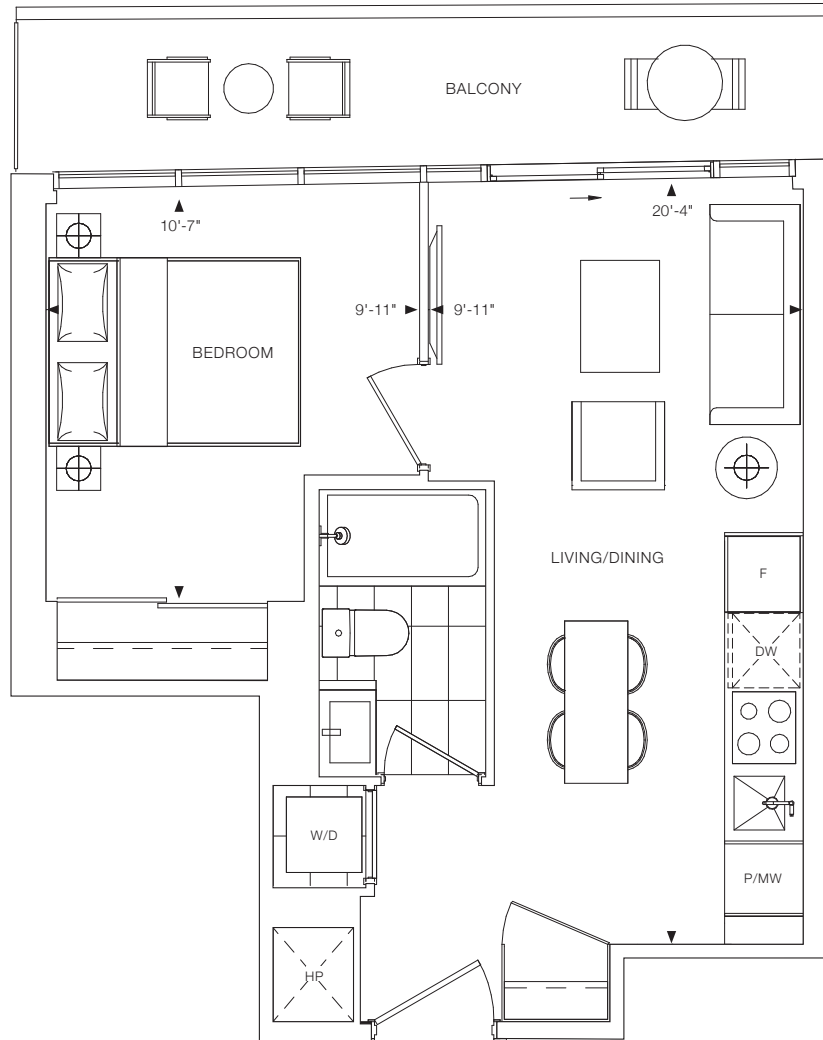 BALCONY
10'-7"
20'-4"
9'-11"
9'-11"
BEDROOM
LIVING/DINING
F
DW
W/D
P/MW
HP